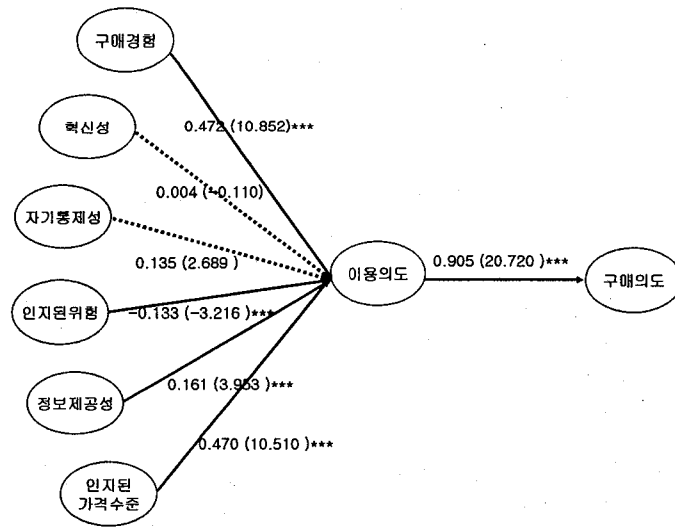 구매경험
0.472 (10.852)***
혁신성
0.004 (-0.110)
자기통제성
0.135 (2.689 )
이용의도
0.905 (20.720 )***
구매의도
인지된위험
-0.133 (-3.216 )***
정보제공성
0.161 (3.953 )***
0.470 (10.510 )***
인지된
가격수준